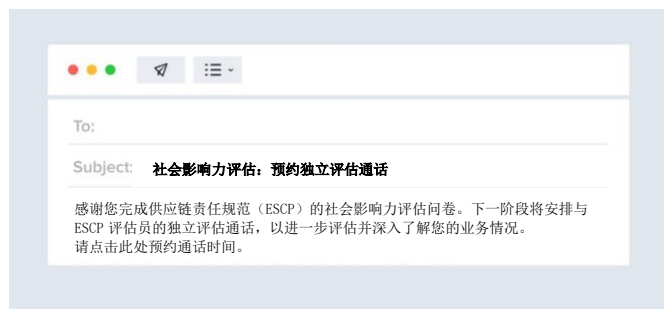 To:
Subject: 社会影响力评估：预约独立评估通话
感谢您完成供应链责任规范（ESCP）的社会影响力评估问卷。下一阶段将安排与
ESCP 评估员的独立评估通话，以进一步评估并深入了解您的业务情况。
请点击此处预约通话时间。